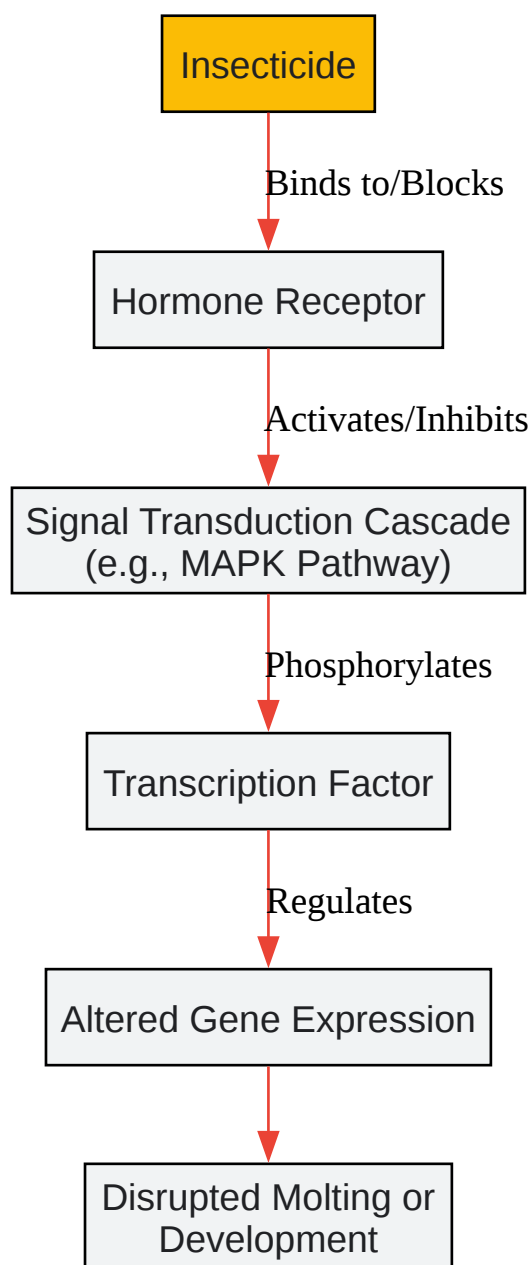 Insecticide
Binds to/Blocks
Hormone Receptor
Activates/Inhibits
Signal Transduction Cascade
(e.g., MAPK Pathway)
Phosphorylates
Transcription Factor
Regulates
Altered Gene Expression
Disrupted Molting or
Development